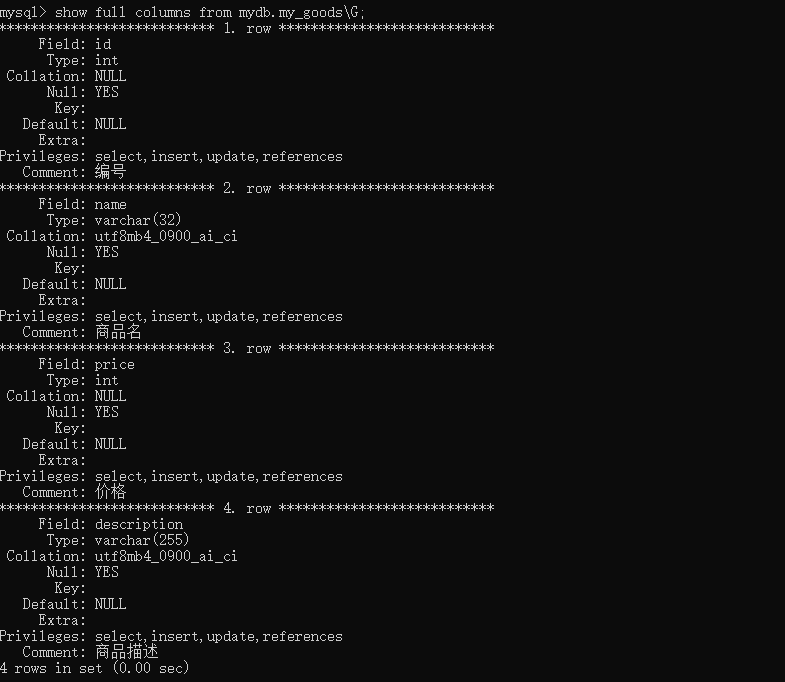 mysql> show full columns from mydb.my_goods\G;
*************************** 1. row ***************************
     Field: id
      Type: int
 Collation: NULL
      Null: YES
       Key:
   Default: NULL
     Extra:
Privileges: select,insert,update,references
   Comment: 编号
*************************** 2. row ***************************
     Field: name
      Type: varchar(32)
 Collation: utf8mb4_0900_ai_ci
      Null: YES
       Key:
   Default: NULL
     Extra:
Privileges: select,insert,update,references
   Comment: 商品名
*************************** 3. row ***************************
     Field: price
      Type: int
 Collation: NULL
      Null: YES
       Key:
   Default: NULL
     Extra:
Privileges: select,insert,update,references
   Comment: 价格
*************************** 4. row ***************************
     Field: description
      Type: varchar(255)
 Collation: utf8mb4_0900_ai_ci
      Null: YES
       Key:
   Default: NULL
     Extra:
Privileges: select,insert,update,references
   Comment: 商品描述
4 rows in set (0.00 sec)